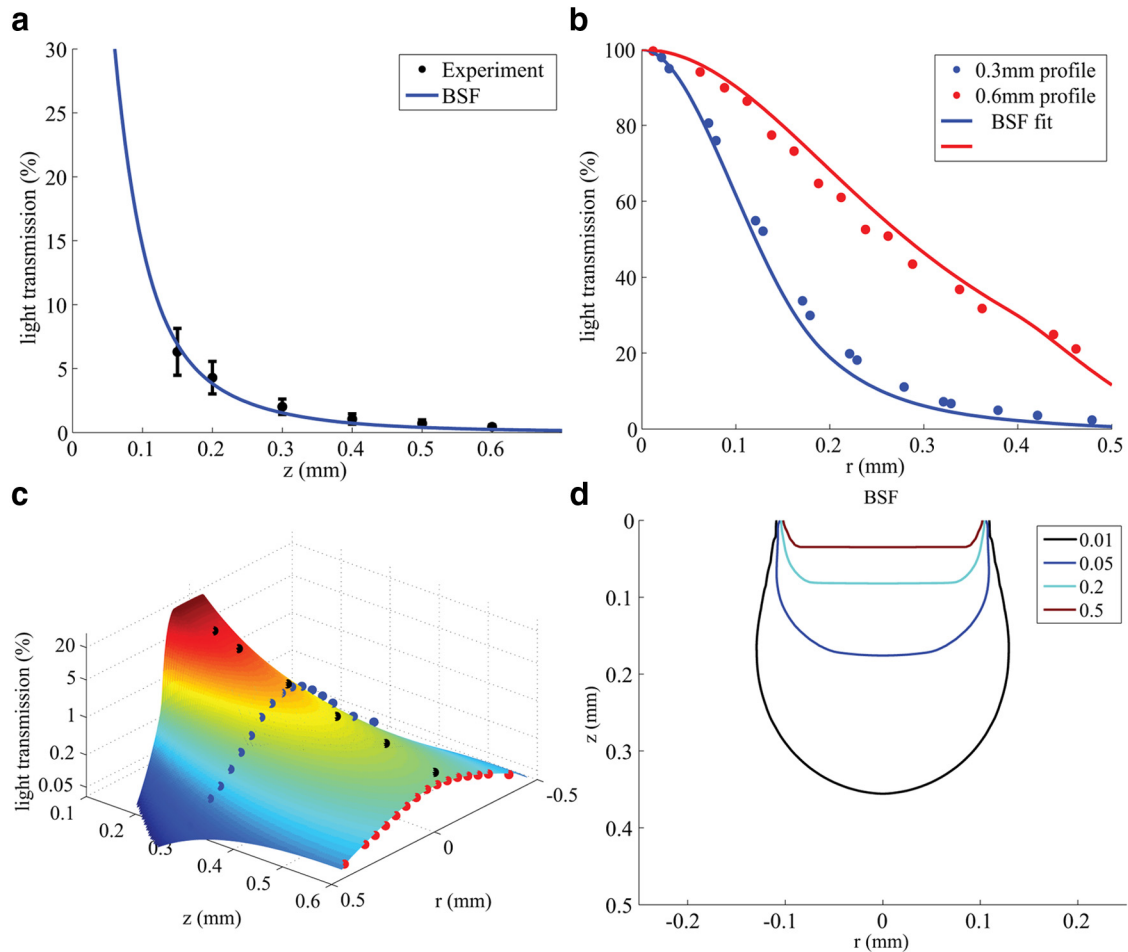 a
30
25
20
15
10
5
0
light transmission (%)
0.1 0.2 0.3 0.4 0.5 0.6
z (mm)
Experiment
BSF
b
100
80
60
40
20
0
light transmission (%)
0 0.1 0.2 0.3 0.4 0.5
r (mm)
0.3mm profile
0.6mm profile
BSF fit
c
light transmission (%)
20
5
1
0.2
0.05
0.1
0.2
0.3
0.4
0.5
0.6
z (mm)
0.5
0
-0.5
r (mm)
d
BSF
0
0.1
0.2
0.3
0.4
0.5
z (mm)
-0.2 -0.1 0 0.1 0.2
r (mm)
0.01
0.05
0.2
0.5